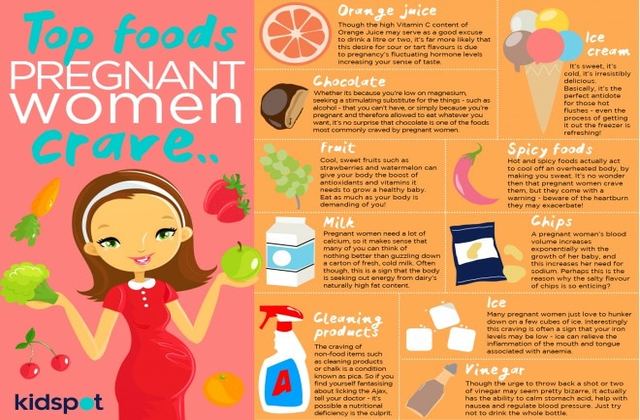 Top foods
PREGNANT
women
crave..
kidspot
Orange juice
Though the high Vitamin C content of
Orange Juice may serve as a good excuse
to drink a litre or two, it's far more likely that
this desire for sour or tart flavours is due
to pregnancy's fluctuating hormone levels
increasing your sense of taste.
Ice
cream
It's sweet, it's
cold, it's irresistibly
delicious.
Basically, it's the
perfect antidote
for those hot
flushes - even the
process of getting
it out the freezer is
refreshing!
Chocolate
Whether its because you're low on magnesium,
seeking a stimulating substitute for the things - such as
alcohol - that you can't have, or simply because you're
pregnant and therefore allowed to eat whatever you
want, it's no surprise that chocolate is one of the foods
most commonly craved by pregnant women.
Fruit
Cool, sweet fruits such as
strawberries and watermelon can
give your body the boost of
antioxidants and vitamins it
needs to grow a healthy baby.
Eat as much as your body is
demanding of you!
Spicy foods
Hot and spicy foods actually act
to cool off an overheated body, by
making you sweat. It's no wonder
then that pregnant women crave
them, but they come with a
warning - beware of the heartburn
they may exacerbate!
Milk
Pregnant women need a lot of
calcium, so it makes sense that
many of you can think of
nothing better than guzzling down
a carton of fresh, cold milk. Often
though, this is a sign that the body
is seeking out energy from dairy's
naturally high fat content.
Chips
A pregnant woman's blood
volume increases
exponentially with the
growth of her baby, and
this increases her need for
sodium. Perhaps this is the
reason why the salty flavour
of chips is so enticing?
Cleaning
products
The craving of
non-food items such
as cleaning products
or chalk is a condition
known as pica. So if you
find yourself fantasising
about licking the Ajax,
tell your doctor - it's
possible a nutritional
deficiency is the culprit.
A
Ice
Many pregnant women just love to hunker
down on a few cubes of ice. Interestingly
this craving is often a sign that your iron
levels may be low - ice can relieve the
inflammation of the mouth and tongue
associated with anaemia.
Vinegar
Though the urge to throw back a shot or two
of vinegar may seem pretty bizarre, it actually
has the ability to calm stomach acid, help with
nausea and regulate blood pressure. Just try
not to drink the whole bottle.